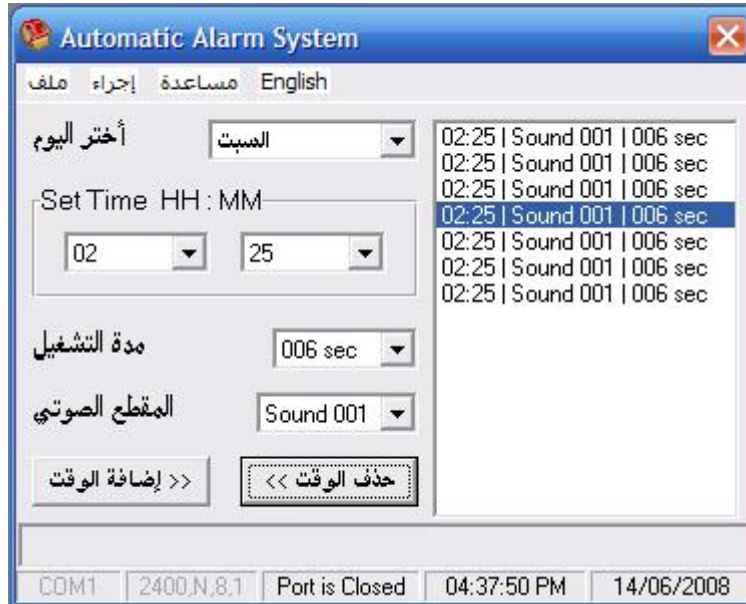 Automatic Alarm System
ملف إجراء مساعدة English
أختر اليوم
السبت
Set Time HH : MM
02 25
مدة التشغيل
006 sec
المقطع الصوتي
Sound 001
<< إضافة الوقت
حذف الوقت >>
02:25 | Sound 001 | 006 sec
02:25 | Sound 001 | 006 sec
02:25 | Sound 001 | 006 sec
02:25 | Sound 001 | 006 sec
02:25 | Sound 001 | 006 sec
02:25 | Sound 001 | 006 sec
02:25 | Sound 001 | 006 sec
COM1 2400,N,8,1 Port is Closed 04:37:50 PM 14/06/2008